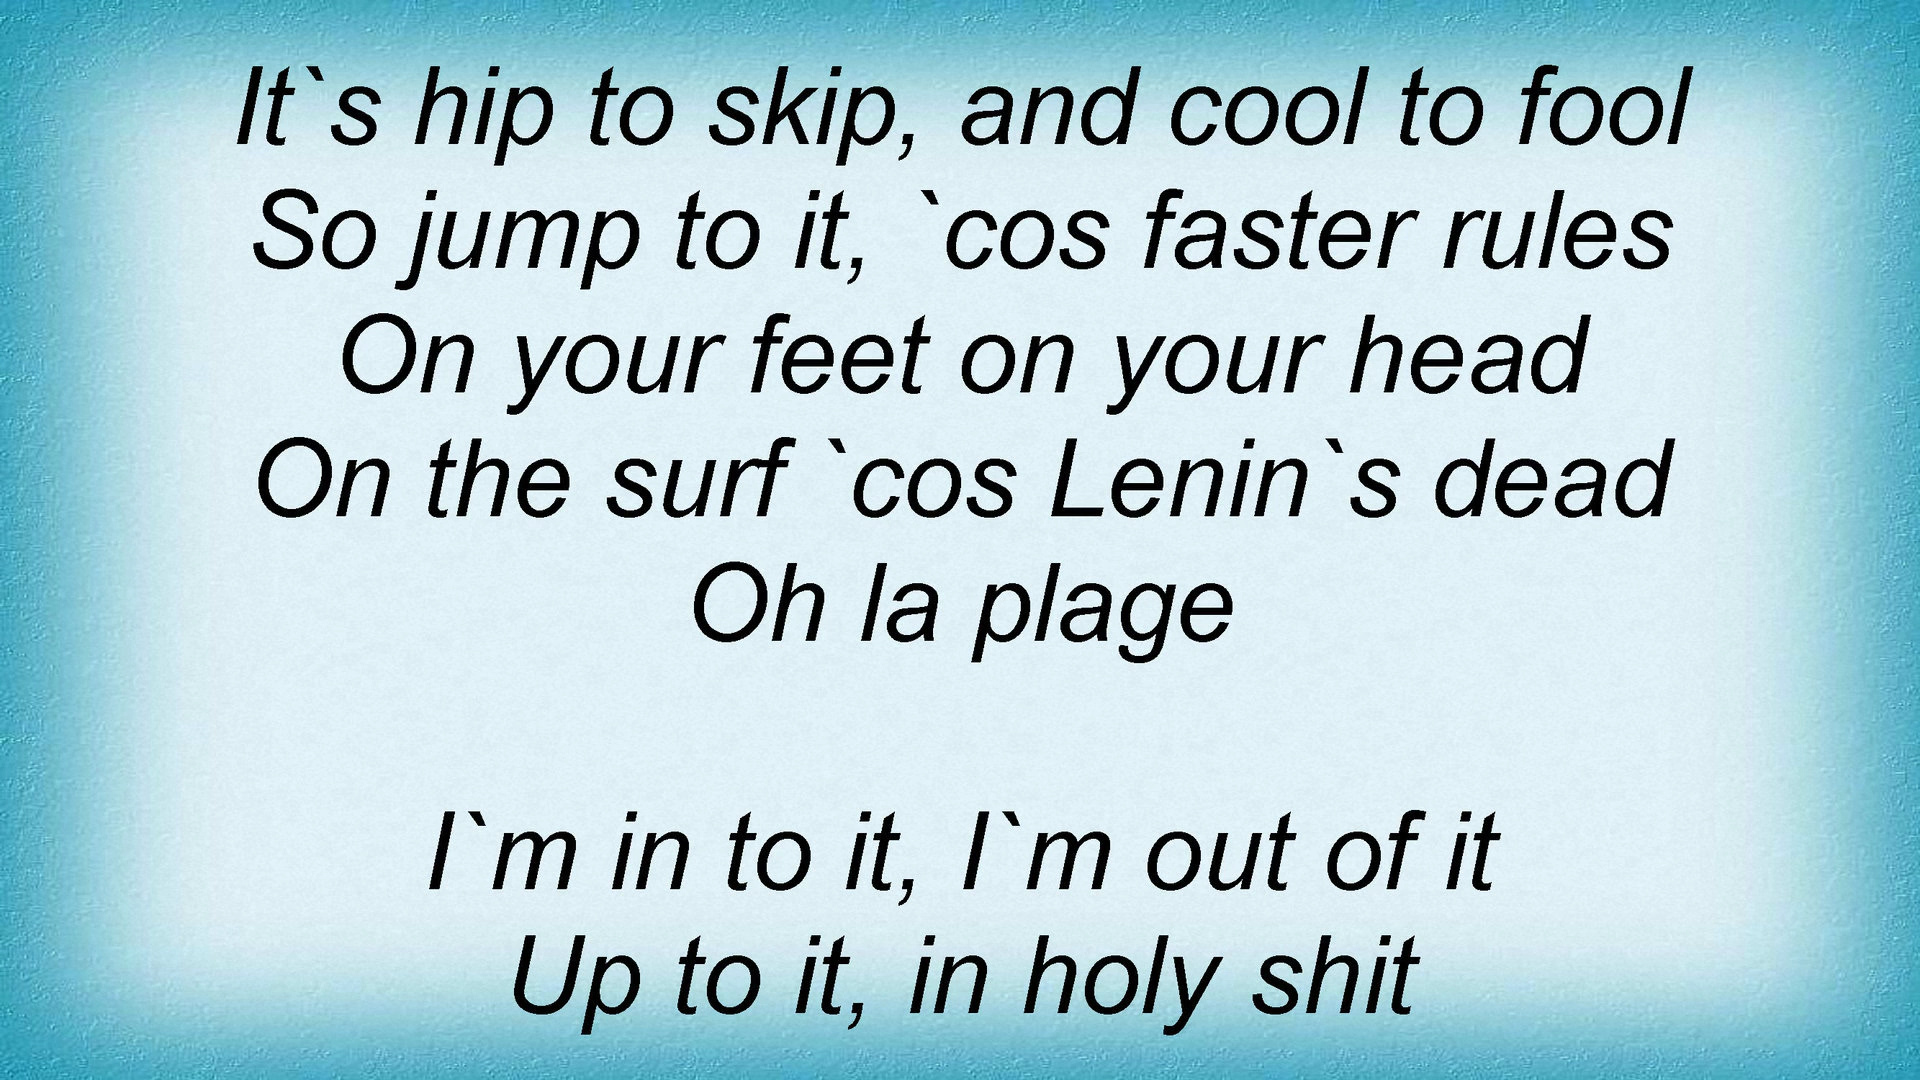 It`s hip to skip, and cool to fool
So jump to it, `cos faster rules
On your feet on your head
On the surf `cos Lenin`s dead
Oh la plage
I`m in to it, I`m out of it
Up to it, in holy shit